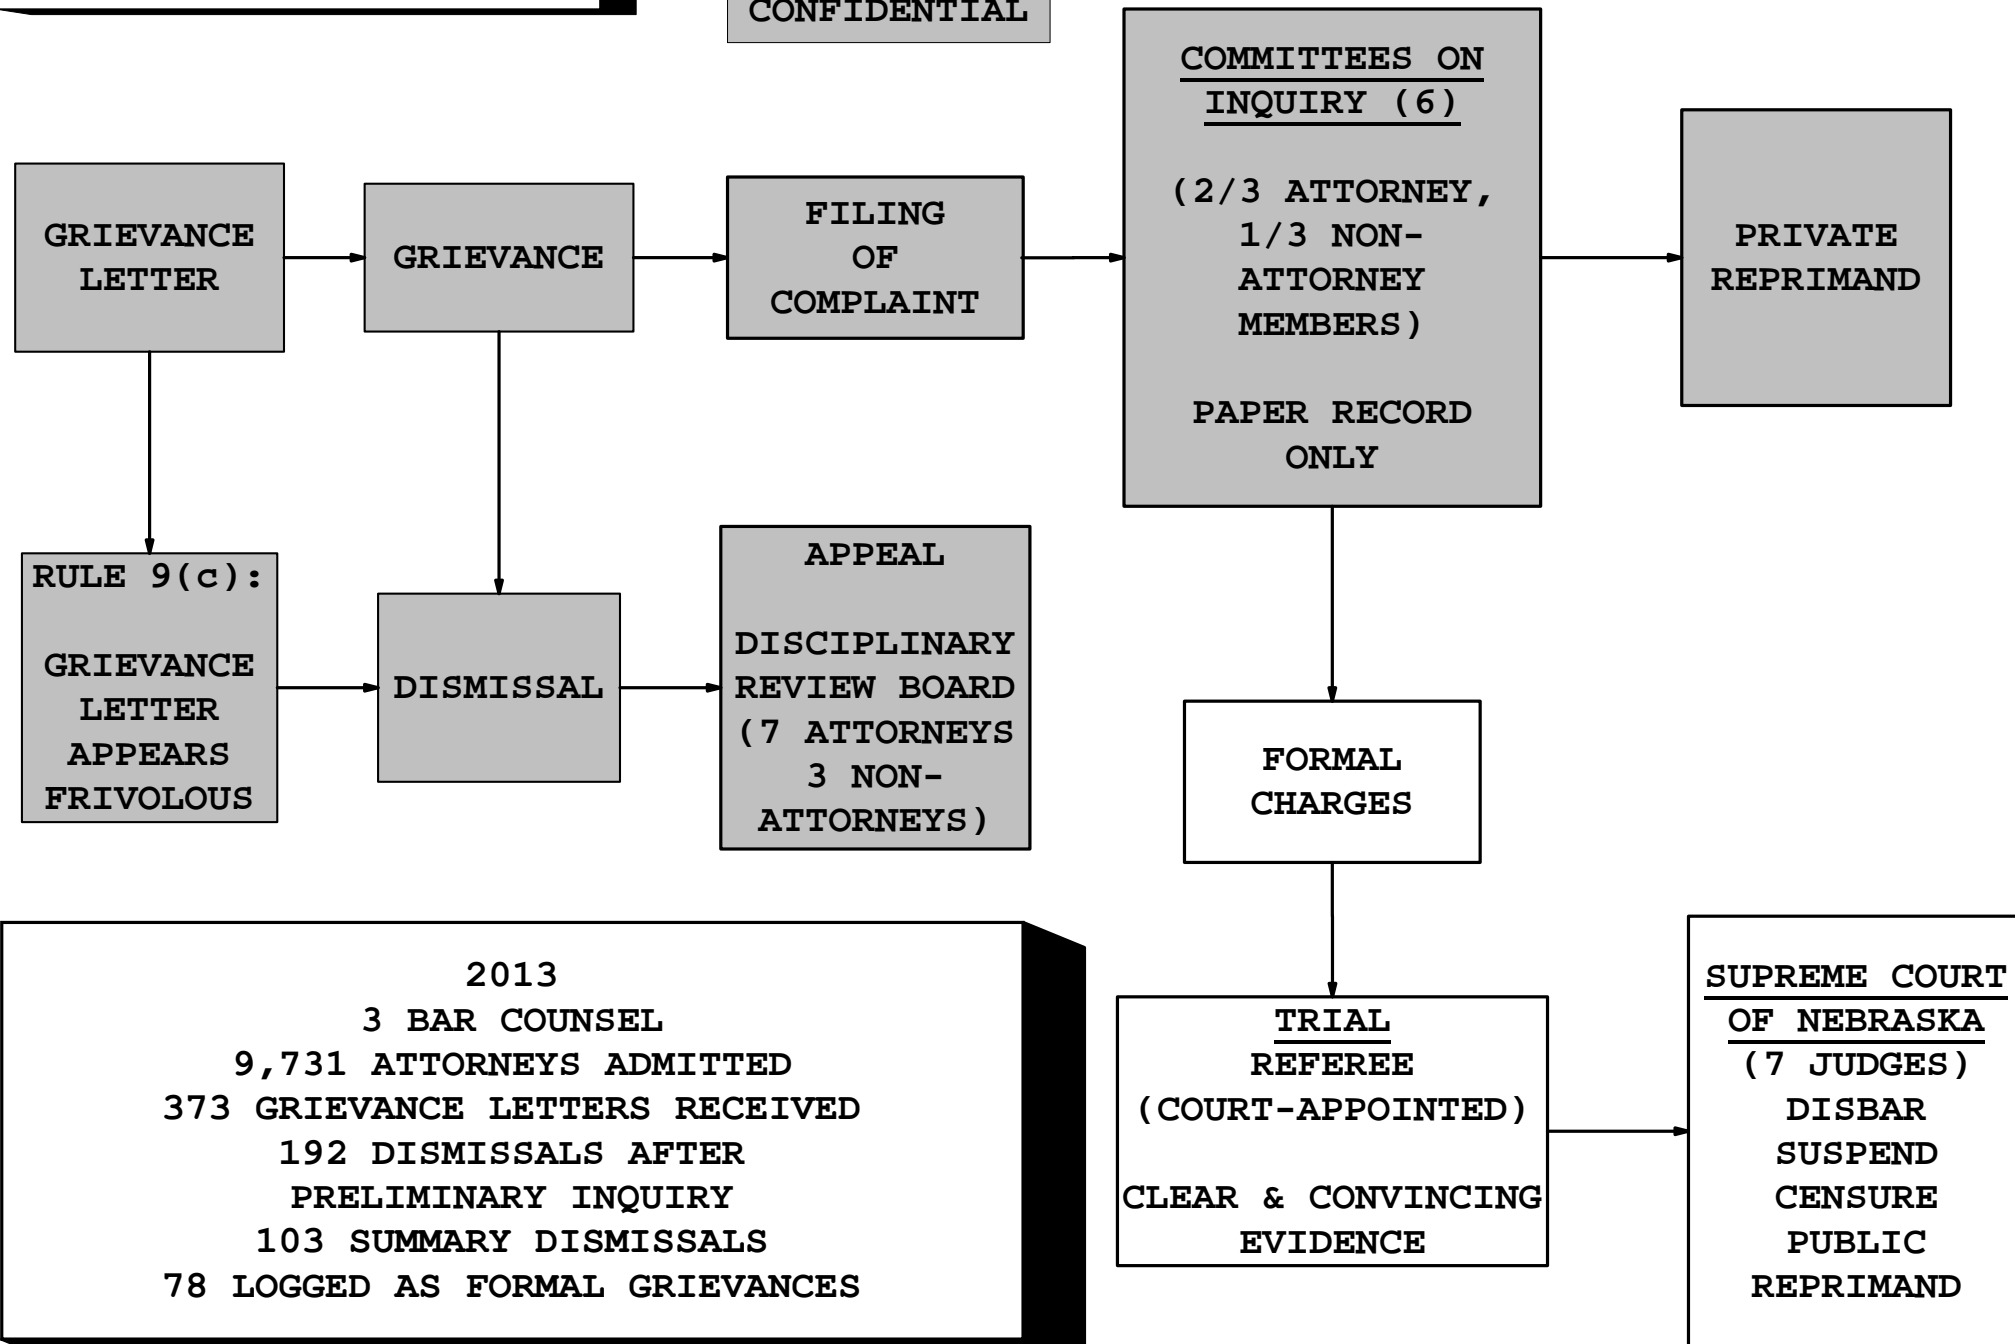 CONFIDENTIAL
COMMITTEES ON
INQUIRY (6)
(2/3 ATTORNEY,
1/3 NON-
ATTORNEY
MEMBERS)
PAPER RECORD
ONLY
GRIEVANCE
LETTER
GRIEVANCE
FILING
OF
COMPLAINT
PRIVATE
REPRIMAND
RULE 9(c):
GRIEVANCE
LETTER
APPEARS
FRIVOLOUS
DISMISSAL
APPEAL
DISCIPLINARY
REVIEW BOARD
(7 ATTORNEYS
3 NON-
ATTORNEYS)
FORMAL
CHARGES
2013
3 BAR COUNSEL
9,731 ATTORNEYS ADMITTED
373 GRIEVANCE LETTERS RECEIVED
192 DISMISSALS AFTER
PRELIMINARY INQUIRY
103 SUMMARY DISMISSALS
78 LOGGED AS FORMAL GRIEVANCES
TRIAL
REFEREE
(COURT-APPOINTED)
CLEAR & CONVINCING
EVIDENCE
SUPREME COURT
OF NEBRASKA
(7 JUDGES)
DISBAR
SUSPEND
CENSURE
PUBLIC
REPRIMAND